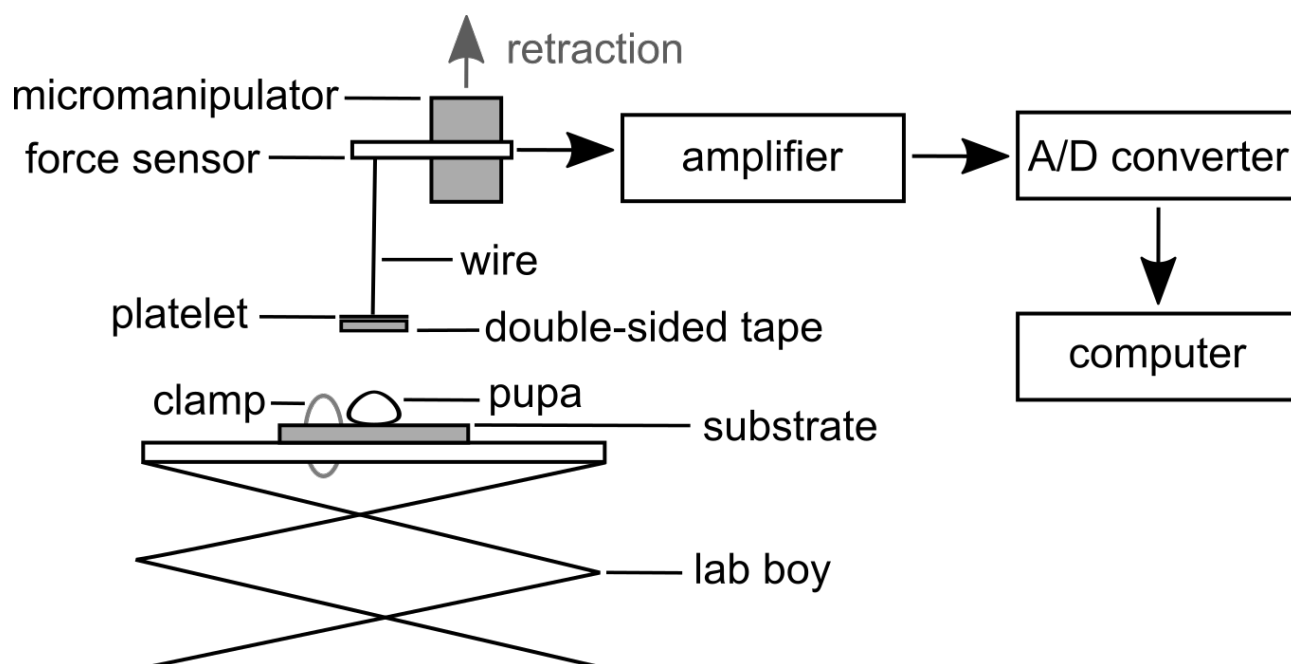 retraction
micromanipulator
force sensor
amplifier
A/D converter
wire
platelet
double-sided tape
computer
clamp
pupa
substrate
lab boy